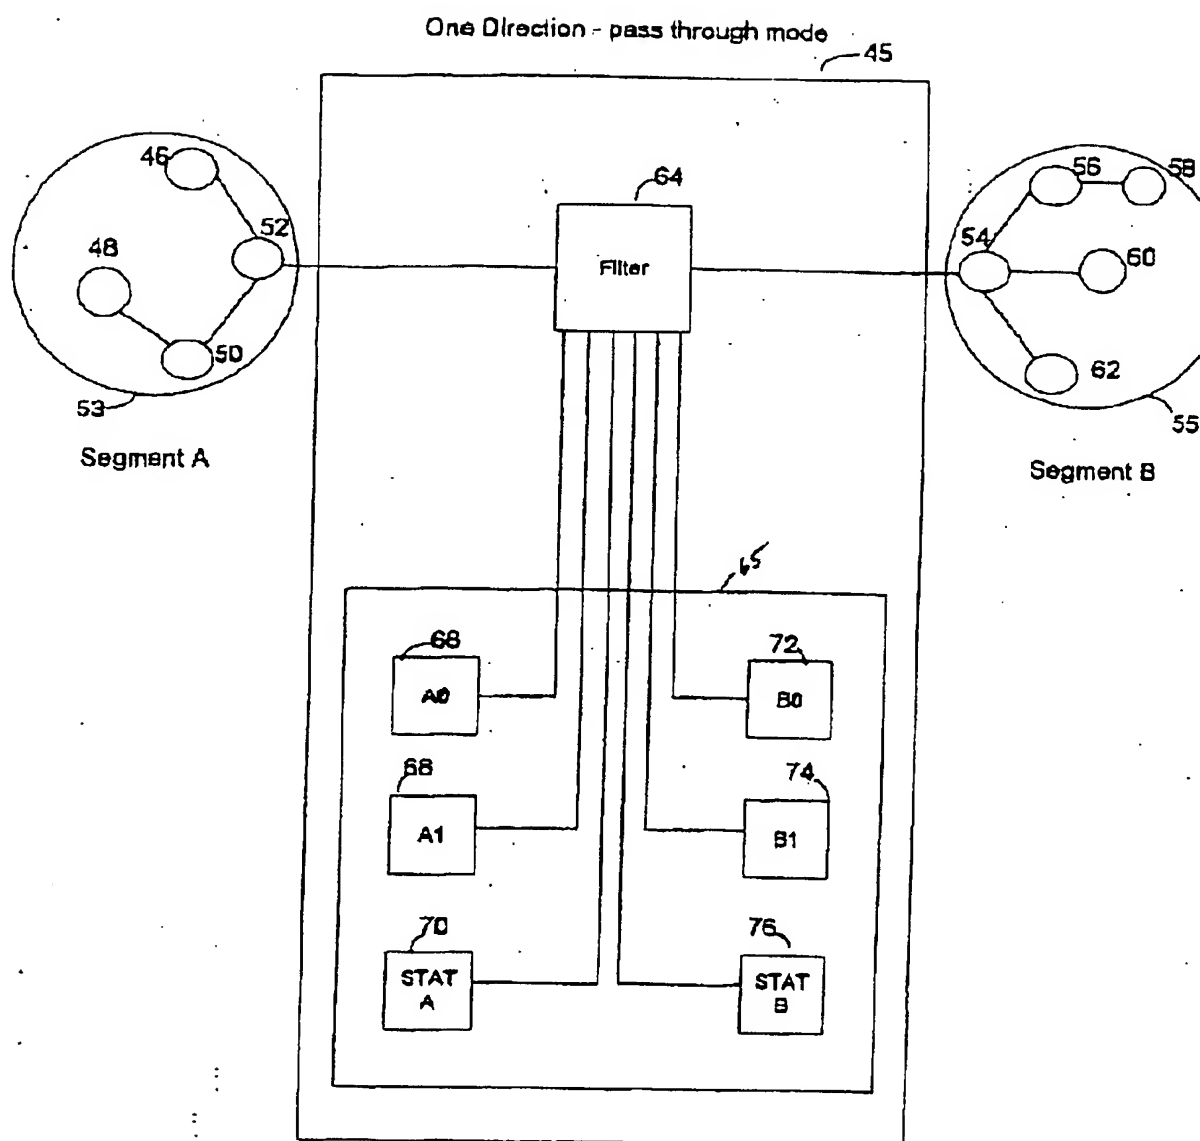 One Direction - pass through mode
45
46
52
48
50
53
Segment A
64
Filter
56
58
54
60
62
55
Segment B
65
68
A0
72
B0
68
A1
74
B1
70
STAT
A
76
STAT
B